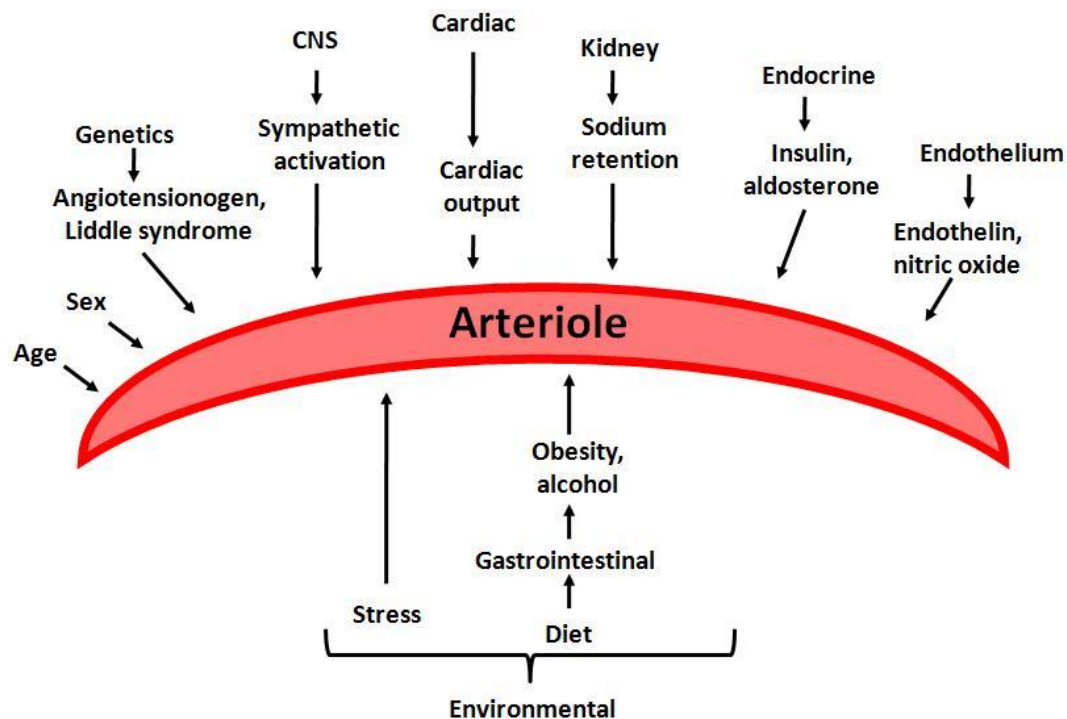 Cardiac
CNS
Kidney
Endocrine
Genetics
Sympathetic
activation
Sodium
retention
Insulin,
aldosterone
Endothelium
Angiotensionogen,
Liddle syndrome
Cardiac
output
Endothelin,
nitric oxide
Sex
Age
Arteriole
Obesity,
alcohol
Gastrointestinal
Stress
Diet
Environmental